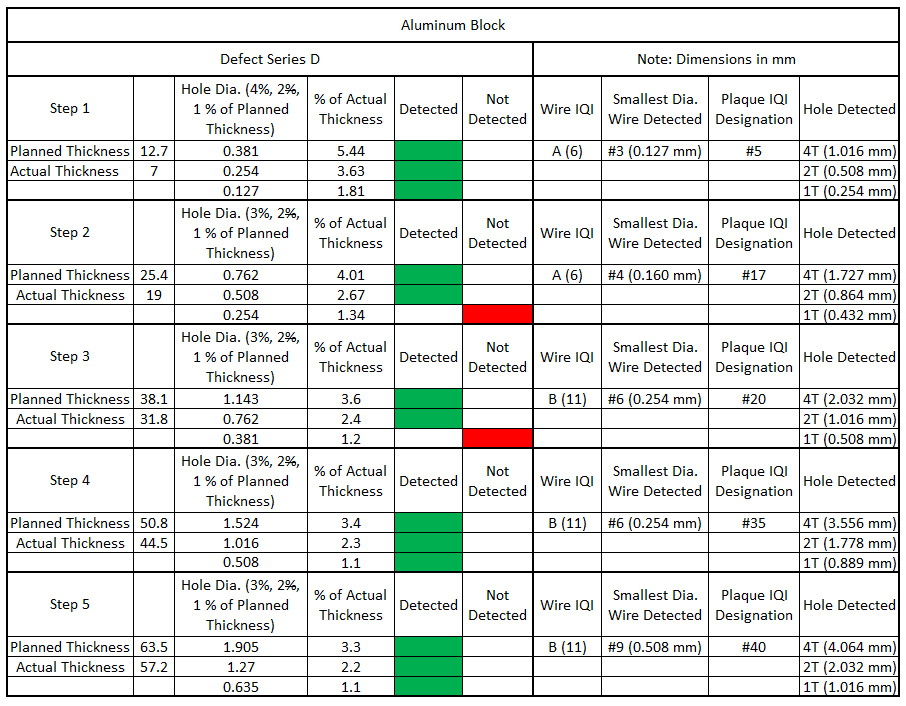 Aluminum Block
Defect Series D Note: Dimensions in mm
Step 1 Hole Dia. (4%, 2%, 1 % of Planned Thickness) % of Actual Thickness Detected Not Detected Wire IQI Smallest Dia. Wire Detected Plaque IQI Designation Hole Detected
Planned Thickness 12.7 0.381 5.44 A (6) #3 (0.127 mm) #5 4T (1.016 mm)
Actual Thickness 7 0.254 3.63 2T (0.508 mm)
0.127 1.81 1T (0.254 mm)
Step 2 Hole Dia. (3%, 2%, 1 % of Planned Thickness) % of Actual Thickness Detected Not Detected Wire IQI Smallest Dia. Wire Detected Plaque IQI Designation Hole Detected
Planned Thickness 25.4 0.762 4.01 A (6) #4 (0.160 mm) #17 4T (1.727 mm)
Actual Thickness 19 0.508 2.67 2T (0.864 mm)
0.254 1.34 1T (0.432 mm)
Step 3 Hole Dia. (3%, 2%, 1 % of Planned Thickness) % of Actual Thickness Detected Not Detected Wire IQI Smallest Dia. Wire Detected Plaque IQI Designation Hole Detected
Planned Thickness 38.1 1.143 3.6 B (11) #6 (0.254 mm) #20 4T (2.032 mm)
Actual Thickness 31.8 0.762 2.4 2T (1.016 mm)
0.381 1.2 1T (0.508 mm)
Step 4 Hole Dia. (3%, 2%, 1 % of Planned Thickness) % of Actual Thickness Detected Not Detected Wire IQI Smallest Dia. Wire Detected Plaque IQI Designation Hole Detected
Planned Thickness 50.8 1.524 3.4 B (11) #6 (0.254 mm) #35 4T (3.556 mm)
Actual Thickness 44.5 1.016 2.3 2T (1.778 mm)
0.508 1.1 1T (0.889 mm)
Step 5 Hole Dia. (3%, 2%, 1 % of Planned Thickness) % of Actual Thickness Detected Not Detected Wire IQI Smallest Dia. Wire Detected Plaque IQI Designation Hole Detected
Planned Thickness 63.5 1.905 3.3 B (11) #9 (0.508 mm) #40 4T (4.064 mm)
Actual Thickness 57.2 1.27 2.2 2T (2.032 mm)
0.635 1.1 1T (1.016 mm)